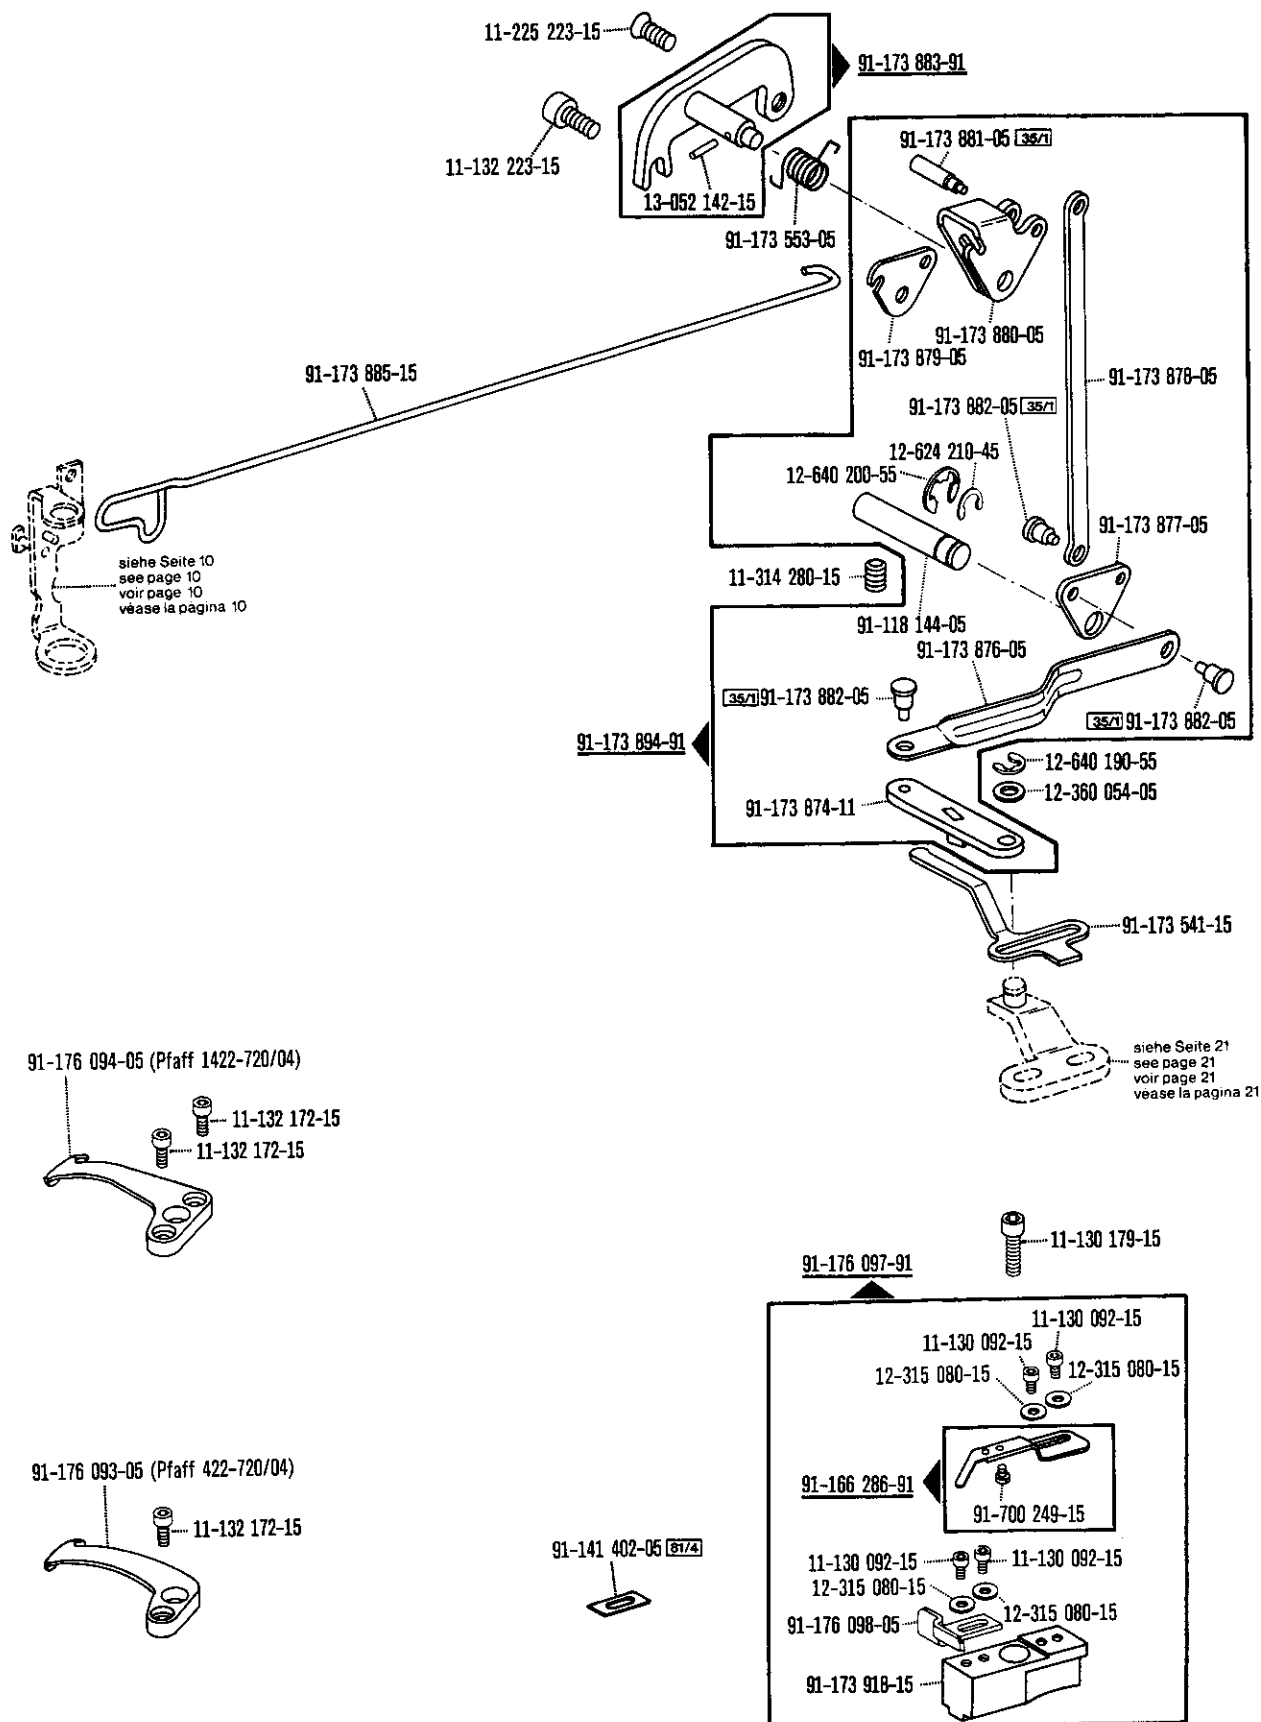 11-225 223-15
91-173 883-91
11-132 223-15
13-052 142-15
91-173 553-05
91-173 881-05 35/1
91-173 880-05
91-173 879-05
91-173 885-15
91-173 878-05
91-173 882-05 35/1
12-624 210-45
12-640 200-55
91-173 877-05
siehe Seite 10
see page 10
voir page 10
véase la pagina 10
11-314 280-15
91-118 144-05
91-173 876-05
35/1 91-173 882-05
35/1 91-173 882-05
91-173 894-91
12-640 190-55
12-360 054-05
91-173 874-11
91-173 541-15
siehe Seite 21
see page 21
voir page 21
véase la pagina 21
91-176 094-05 (Pfaff 1422-720/04)
11-132 172-15
11-132 172-15
11-130 179-15
91-176 097-91
11-130 092-15
11-130 092-15
12-315 080-15
12-315 080-15
91-176 093-05 (Pfaff 422-720/04)
91-166 286-91
91-700 249-15
11-132 172-15
91-141 402-05 81/4
11-130 092-15
11-130 092-15
12-315 080-15
12-315 080-15
91-176 098-05
91-173 918-15